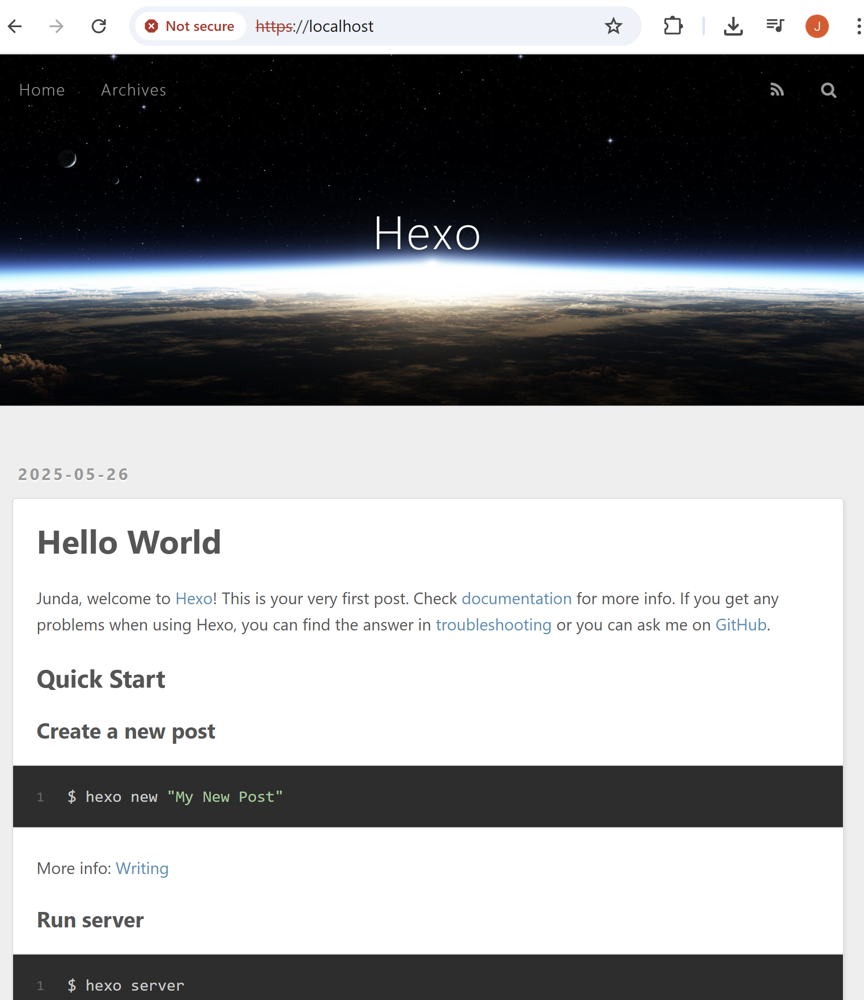 Not secure https://localhost
J
Home Archives
Hexo
2025-05-26
Hello World
Junda, welcome to Hexo! This is your very first post. Check documentation for more info. If you get any
problems when using Hexo, you can find the answer in troubleshooting or you can ask me on GitHub.
Quick Start
Create a new post
1 $ hexo new "My New Post"
More info: Writing
Run server
1 $ hexo server